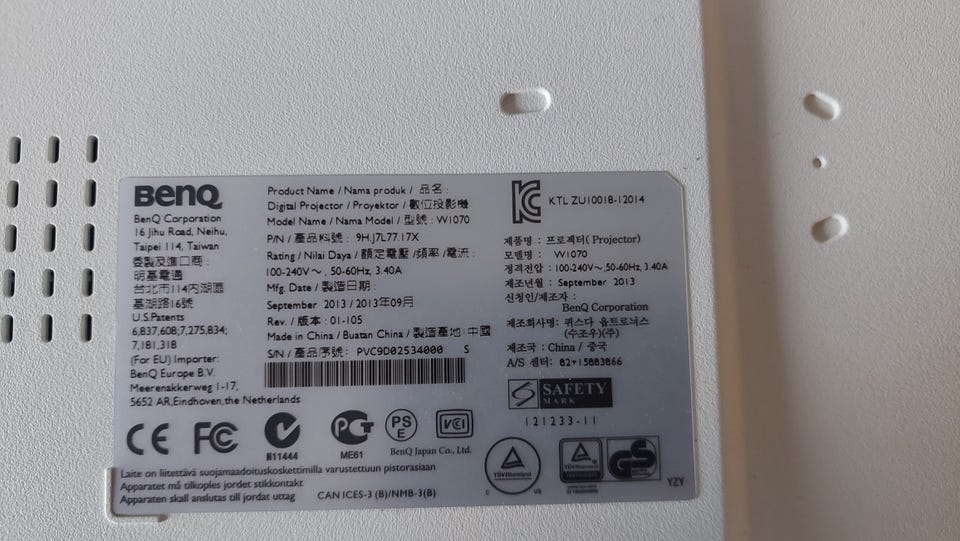 BenQ
BenQ Corporation
16 Jihu Road, Neihu,
Taipei 114, Taiwan
委製及進口商:
明基電通
台北市114內湖區
基湖路16號
U.S.Patents
6,837,608;7,275,834;
7,181,318
(For EU) Importer:
BenQ Europe B.V.
Meerenakkerweg 1-17,
5652 AR,Eindhoven,the Netherlands
Product Name / Nama produk / 品名:
Digital Projector / Proyektor / 數位投影機
Model Name / Nama Model / 型號: W1070
P/N / 產品料號: 9H.J7L77.17X
Rating / Nilai Daya / 額定電壓/頻率/電流:
100-240V～, 50-60Hz, 3.40A
Mfg. Date / 製造日期:
September 2013 / 2013年09月
Rev. / 版本: 01-105
Made in China / Buatan China / 製造產地: 中國
S/N / 產品序號: PVC9D02534000 S
KTL ZU10018-12014
제품명 : 프로젝터( Projector)
모델명 : W1070
정격전압 : 100-240V～,50-60Hz, 3.40A
제조년월 : September 2013
신청인/제조자 :
BenQ Corporation
제조회사명: 퀴스다 옵트로닉스
(수조우)(주)
제조국 : China / 중국
A/S 센터: 82+15883866
SAFETY
MARK
121233-11
CE FC N11444 ME61
PS
E
BenQ Japan Co., Ltd.
VCI
TÜVRheinland
C US
TÜVRheinland
GS
YZY
Laite on liitettävä suojamaadoituskoskettimilla varustettuun pistorasiaan
Apparatet må tilkoples jordet stikkontakt
Apparaten skall anslutas till jordat uttag
CAN ICES-3 (B)/NMB-3(B)